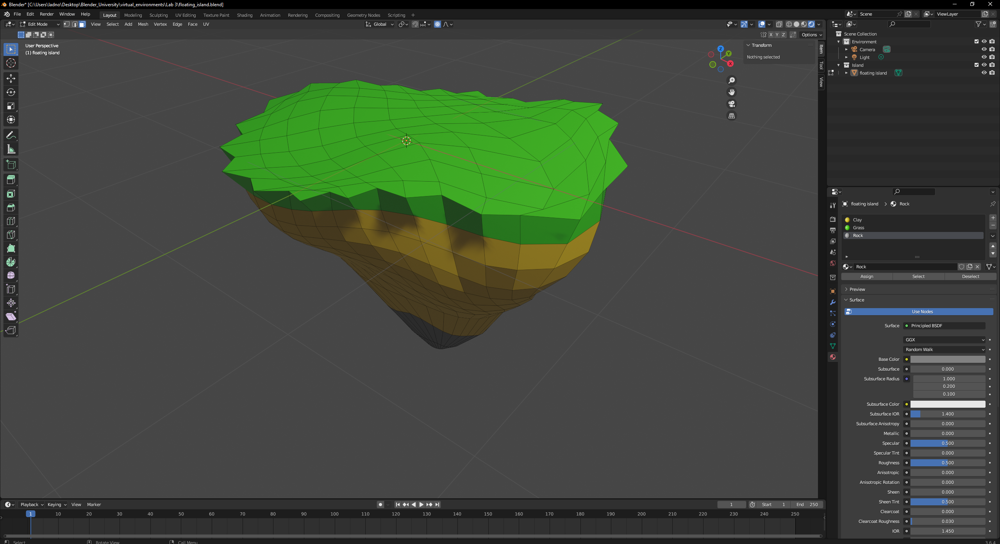 Blender* [C:\Users\ladno\Desktop\Blender_University\virtual_environments\Lab 3\floating_island.blend]
File Edit Render Window Help Layout Modeling Sculpting UV Editing Texture Paint Shading Animation Rendering Compositing Geometry Nodes Scripting + Scene ViewLayer
Edit Mode View Select Add Mesh Vertex Edge Face UV Global
X Y Z Options
User Perspective
(1) floating island
Transform
Nothing selected
Item
Tool
View
Z
Y
X
Scene Collection
Environment
Camera
Light
Island
floating island
floating island > Rock
Clay
Grass
Rock
Rock
Assign Select Deselect
Preview
Surface
Use Nodes
Surface Principled BSDF
GGX
Random Walk
Base Color
Subsurface 0.000
Subsurface Radius 1.000
0.200
0.100
Subsurface Color
Subsurface IOR 1.400
Subsurface Anisotropy 0.000
Metallic 0.000
Specular 0.500
Specular Tint 0.000
Roughness 0.500
Anisotropic 0.000
Anisotropic Rotation 0.000
Sheen 0.000
Sheen Tint 0.500
Clearcoat 0.000
Clearcoat Roughness 0.030
IOR 1.450
Playback Keying View Marker 1 Start 1 End 250
1 10 20 30 40 50 60 70 80 90 100 110 120 130 140 150 160 170 180 190 200 210 220 230 240 250
Select Rotate View Call Menu 3.6.4